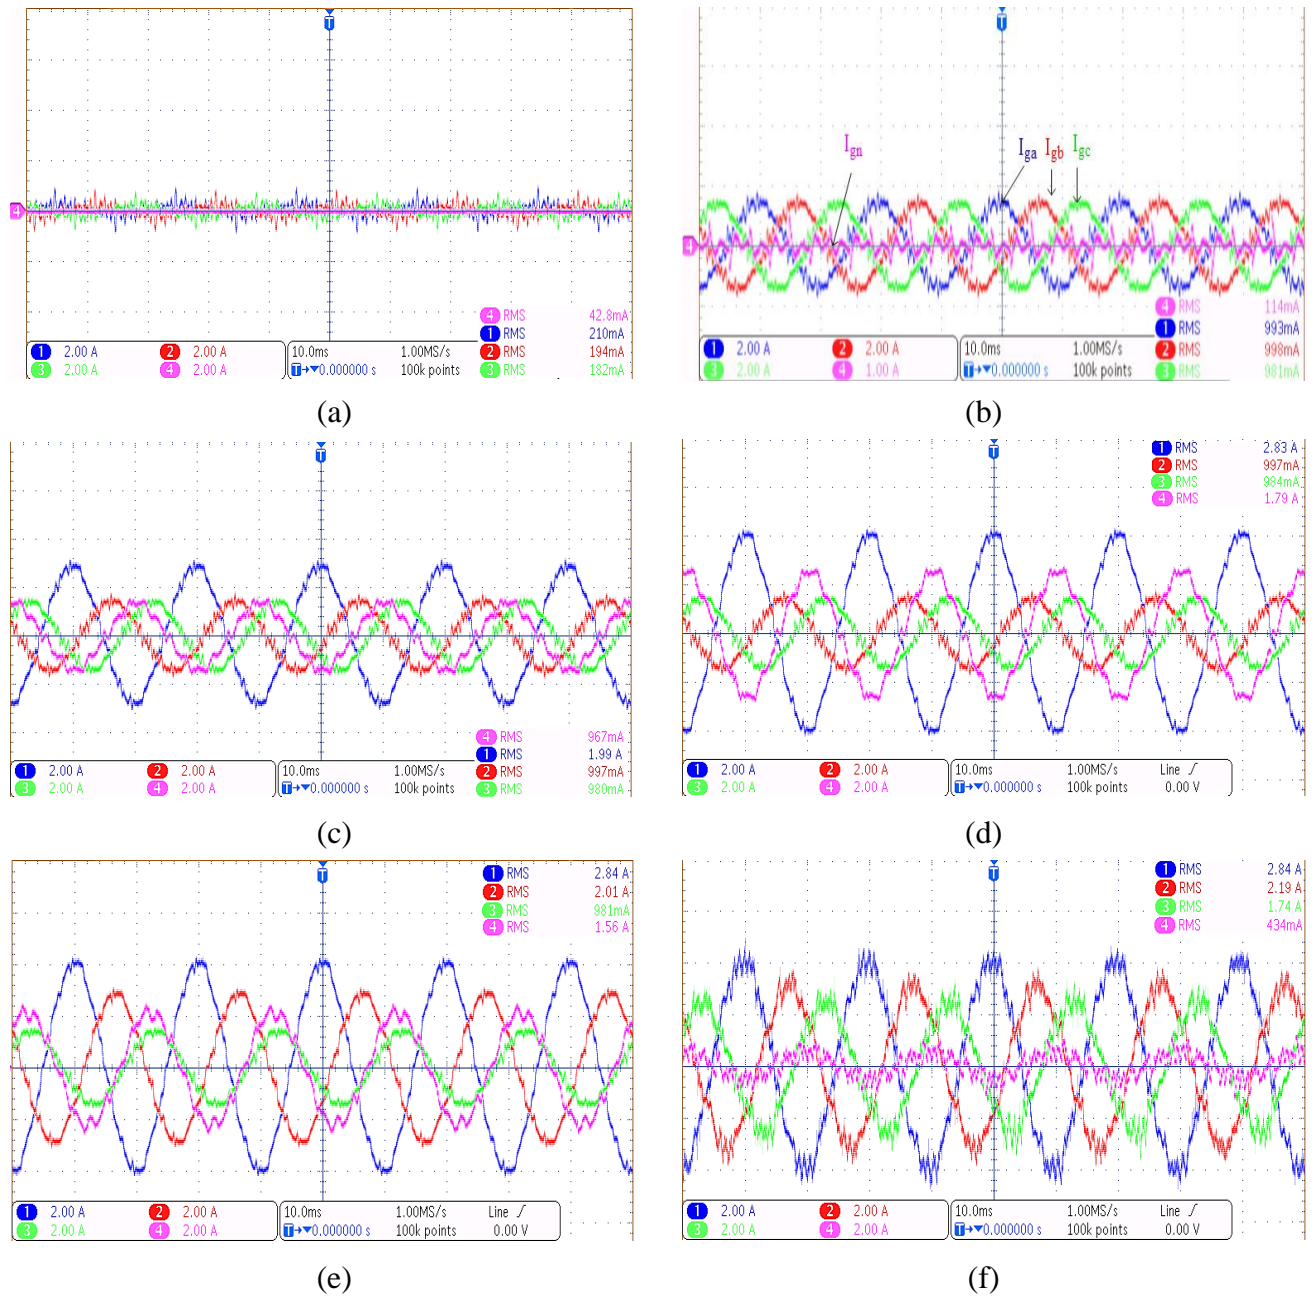 T
4
4 RMS 42.8mA
1 RMS 210mA
1 2.00 A 2 2.00 A 10.0ms 1.00MS/s 2 RMS 194mA
3 2.00 A 4 2.00 A T→▼0.000000 s 100k points 3 RMS 182mA
(a)
T
Ign Iga Igb Igc
4
4 RMS 114mA
1 RMS 993mA
1 2.00 A 2 2.00 A 10.0ms 1.00MS/s 2 RMS 998mA
3 2.00 A 4 1.00 A T→▼0.000000 s 100k points 3 RMS 981mA
(b)
T
4 RMS 967mA
1 RMS 1.99 A
1 2.00 A 2 2.00 A 10.0ms 1.00MS/s 2 RMS 997mA
3 2.00 A 4 2.00 A T→▼0.000000 s 100k points 3 RMS 980mA
(c)
T
1 RMS 2.83 A
2 RMS 997mA
3 RMS 984mA
4 RMS 1.79 A
1 2.00 A 2 2.00 A 10.0ms 1.00MS/s Line ∫
3 2.00 A 4 2.00 A T→▼0.000000 s 100k points 0.00 V
(d)
T
1 RMS 2.84 A
2 RMS 2.01 A
3 RMS 981mA
4 RMS 1.56 A
1 2.00 A 2 2.00 A 10.0ms 1.00MS/s Line ∫
3 2.00 A 4 2.00 A T→▼0.000000 s 100k points 0.00 V
(e)
T
1 RMS 2.84 A
2 RMS 2.19 A
3 RMS 1.74 A
4 RMS 434mA
1 2.00 A 2 2.00 A 10.0ms 1.00MS/s Line ∫
3 2.00 A 4 2.00 A T→▼0.000000 s 100k points 0.00 V
(f)